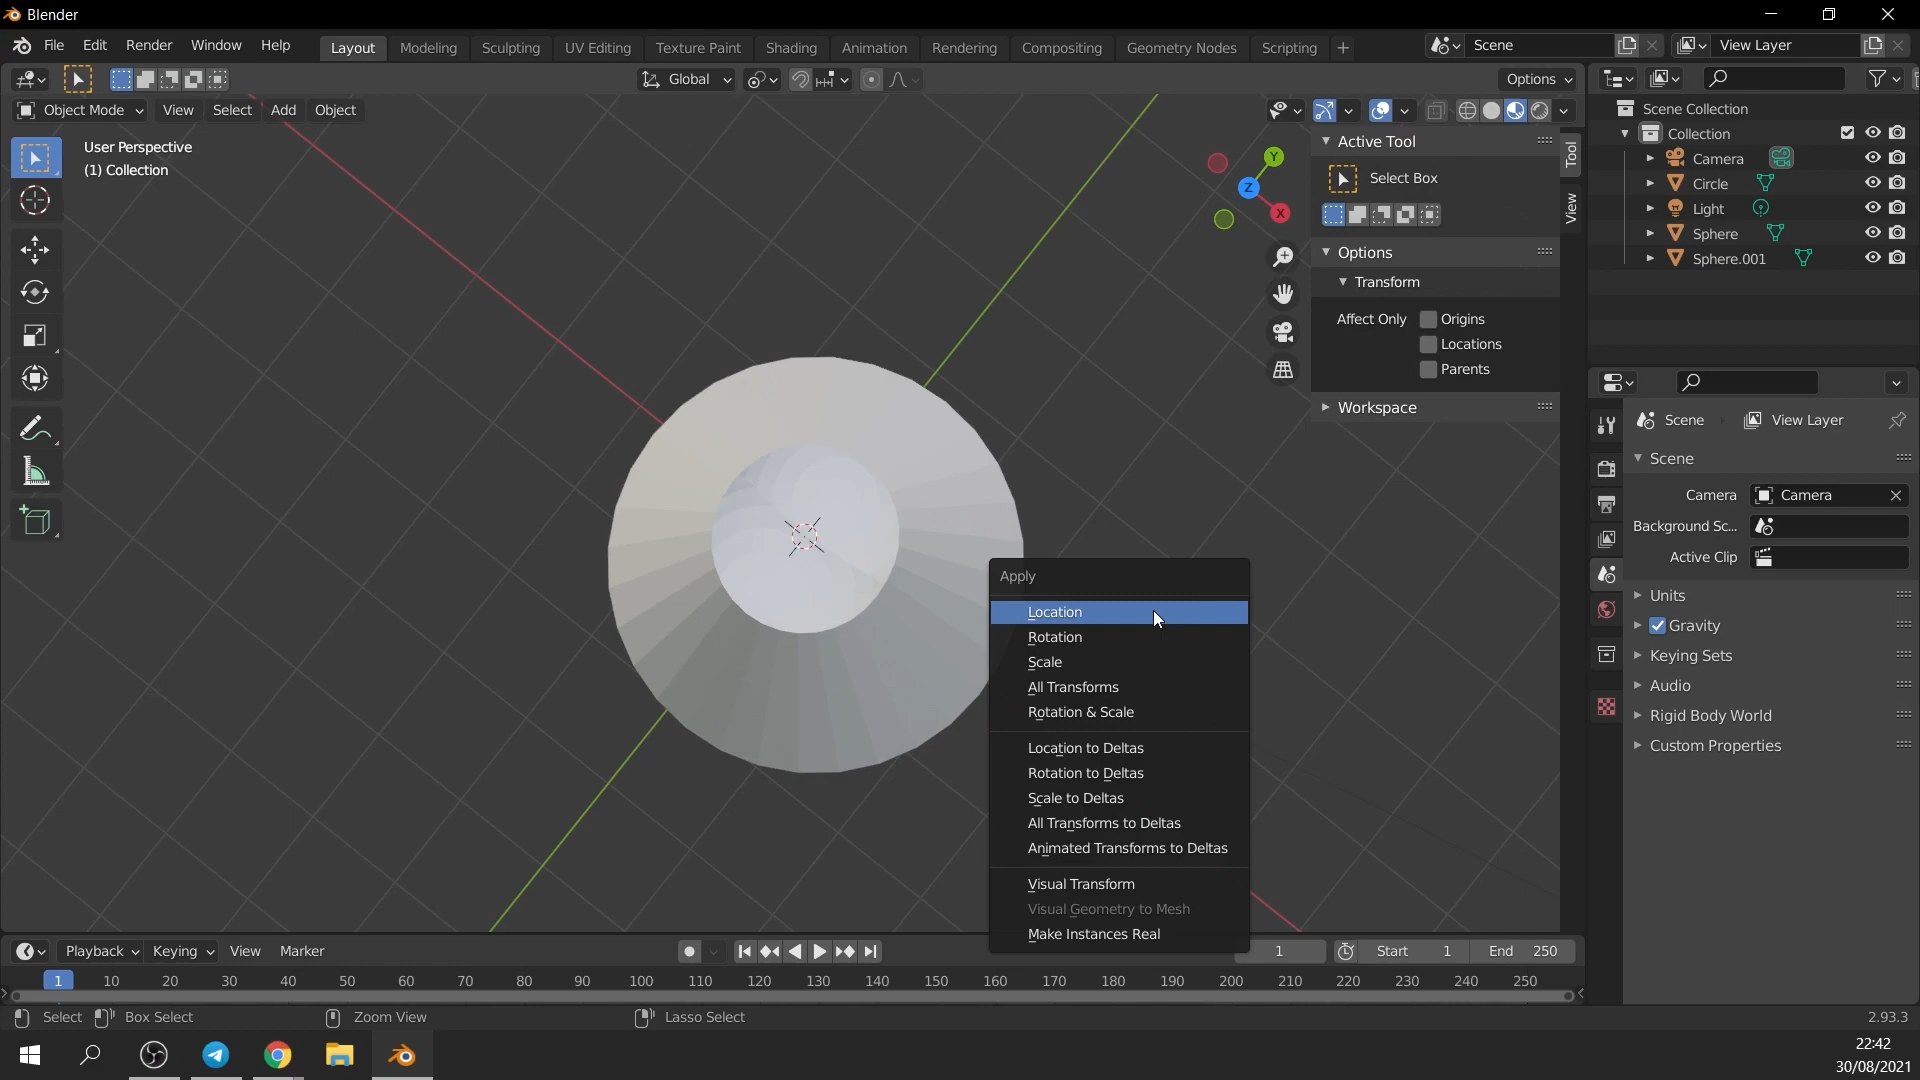 Blender
File Edit Render Window Help
Layout Modeling Sculpting UV Editing Texture Paint Shading Animation Rendering Compositing Geometry Nodes Scripting +
Scene
View Layer
Global
Options
Object Mode View Select Add Object
User Perspective
(1) Collection
Y
Z
X
Active Tool
Select Box
Options
Transform
Affect Only Origins
Locations
Parents
Workspace
Tool
View
Scene Collection
Collection
Camera
Circle
Light
Sphere
Sphere.001
Scene View Layer
Scene
Camera Camera
Background Sc...
Active Clip
Units
Gravity
Keying Sets
Audio
Rigid Body World
Custom Properties
Apply
Location
Rotation
Scale
All Transforms
Rotation & Scale
Location to Deltas
Rotation to Deltas
Scale to Deltas
All Transforms to Deltas
Animated Transforms to Deltas
Visual Transform
Visual Geometry to Mesh
Make Instances Real
Playback Keying View Marker
1 Start 1 End 250
1 10 20 30 40 50 60 70 80 90 100 110 120 130 140 150 160 170 180 190 200 210 220 230 240 250
Select Box Select Zoom View Lasso Select
2.93.3
22:42
30/08/2021